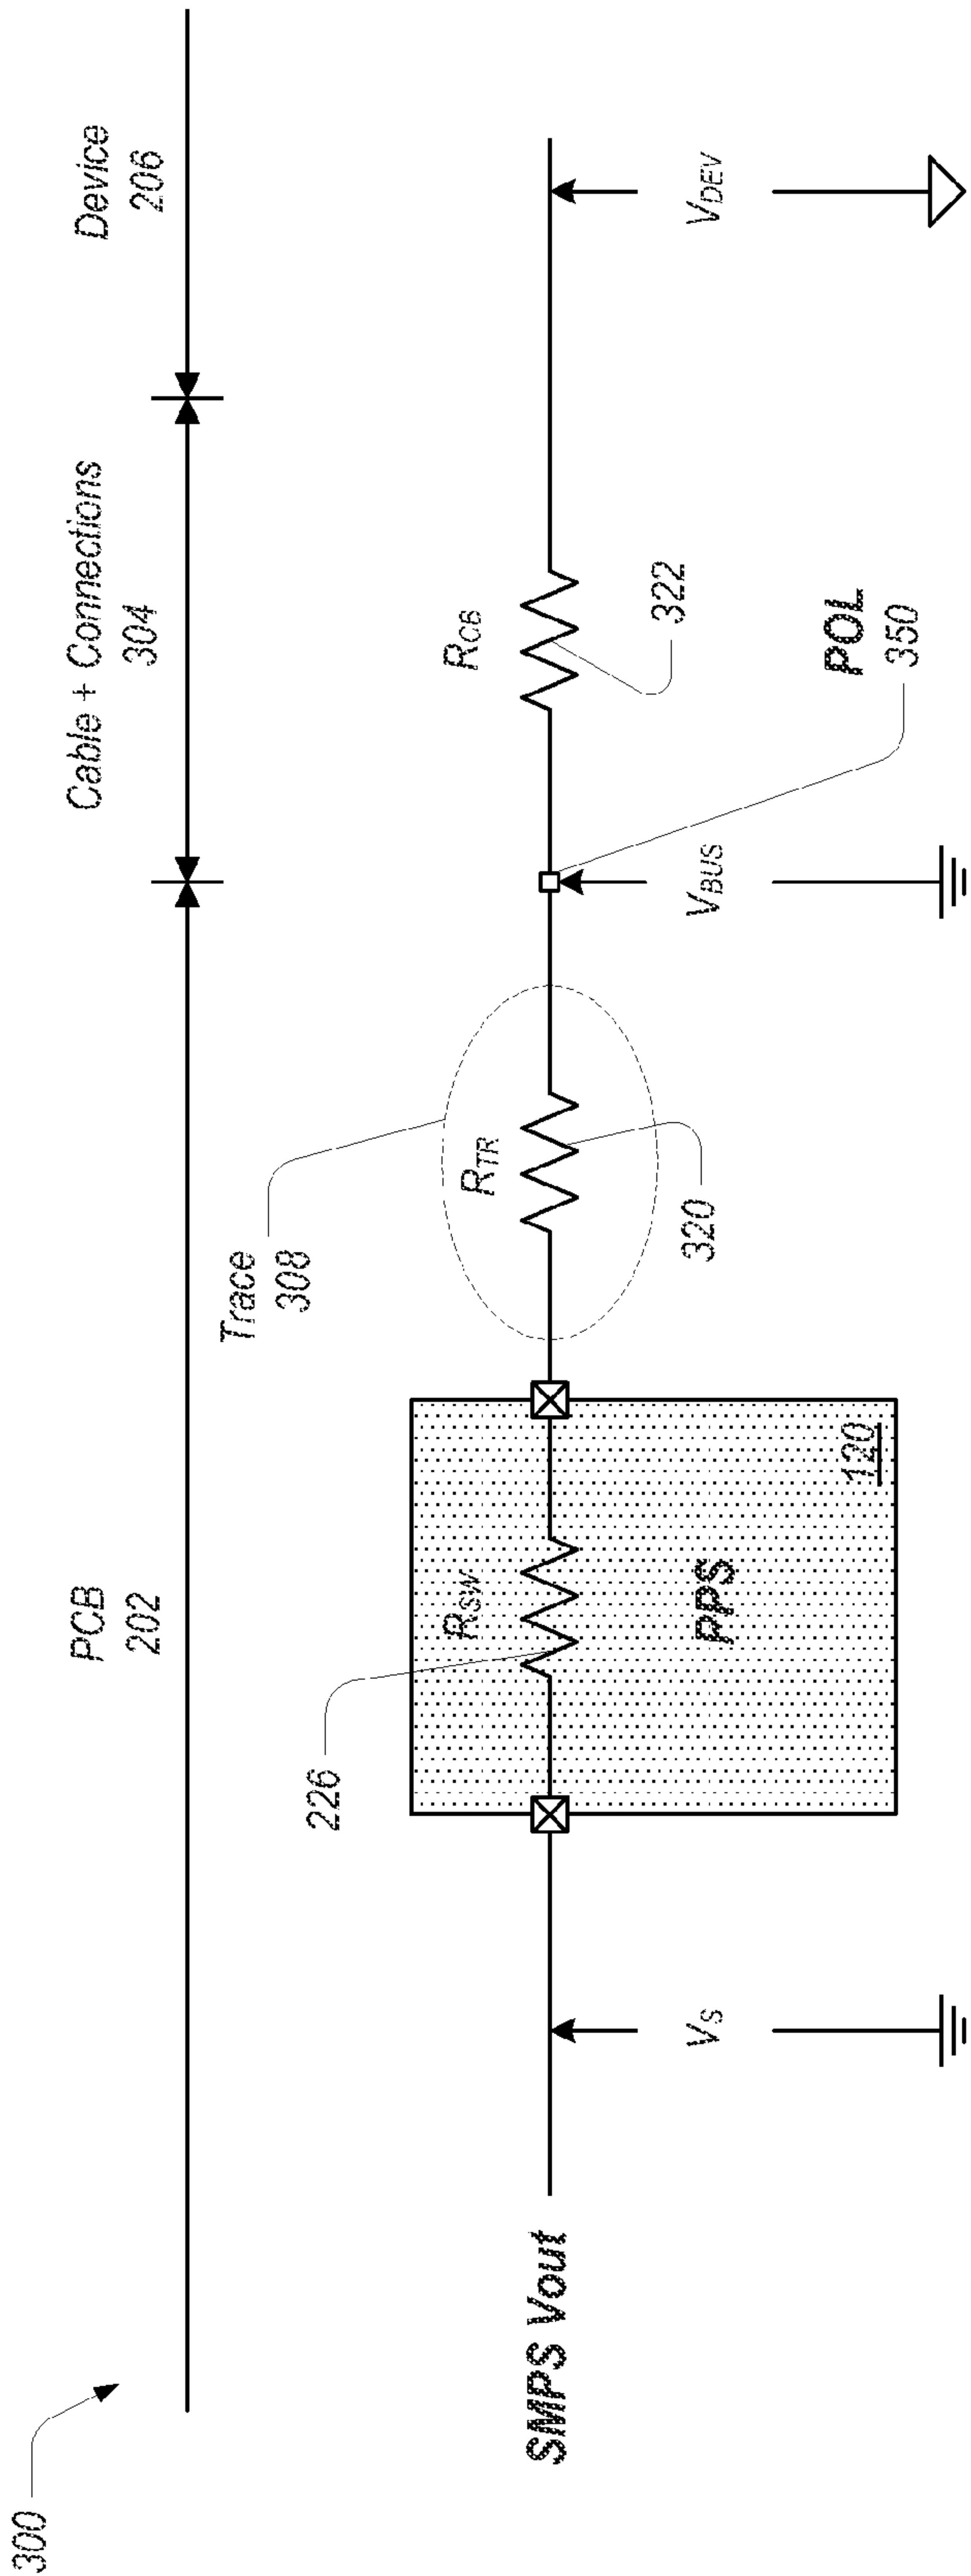 300
PCB
202
Cable + Connections
304
Device
206
Trace
308
226
RSW
RTR
RCB
320
322
SMPS Vout
VS
PPS
120
VBUS
POL
350
VDEV